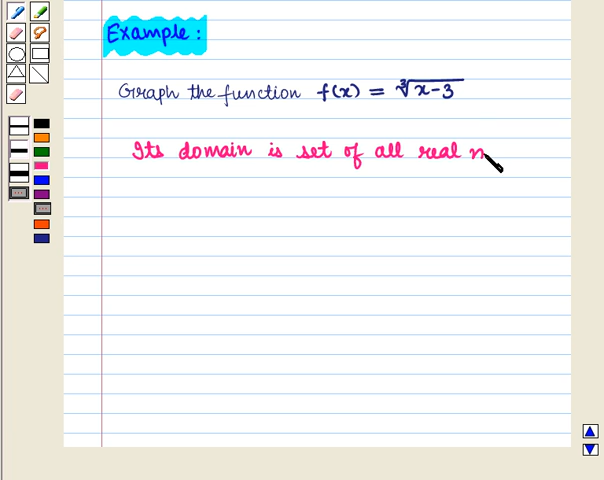 Example :
Graph the function f(x) = ∛(x-3)
Its domain is set of all real n